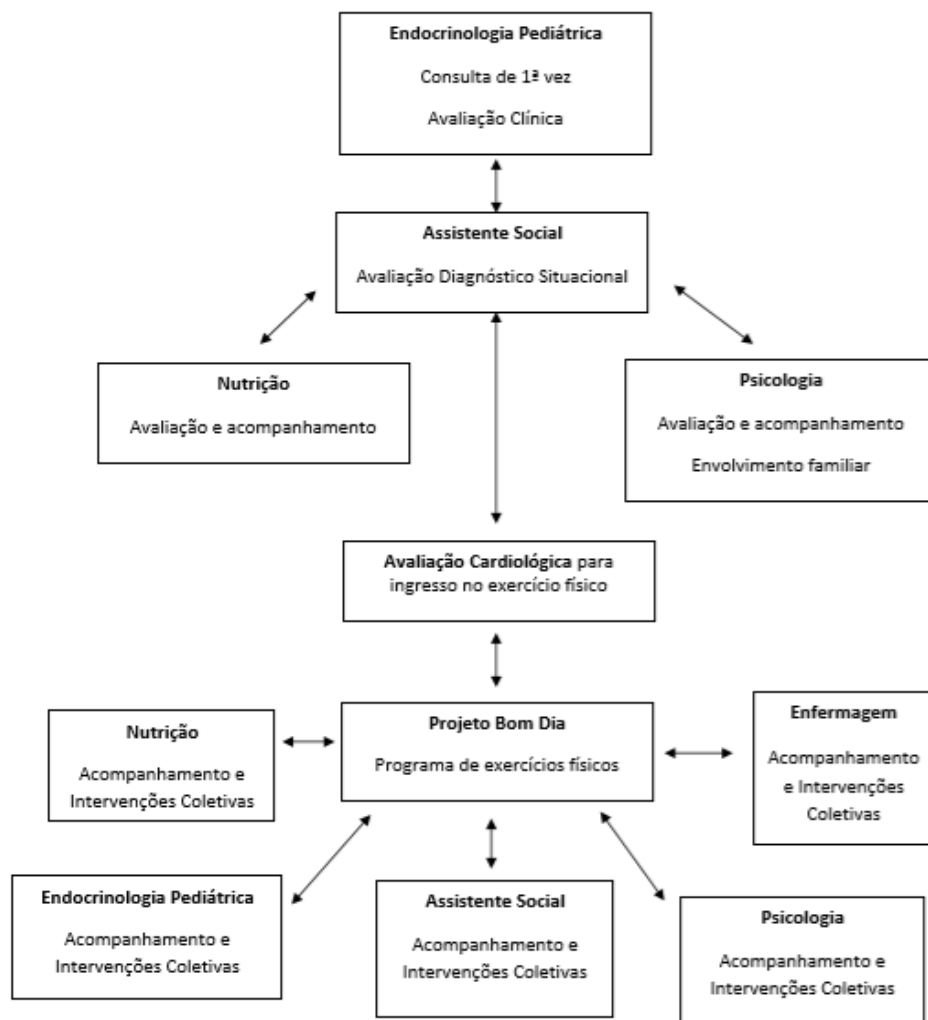 Endocrinologia Pediátrica
Consulta de 1ª vez
Avaliação Clínica
Assistente Social
Avaliação Diagnóstico Situacional
Nutrição
Avaliação e acompanhamento
Psicologia
Avaliação e acompanhamento
Envolvimento familiar
Avaliação Cardiológica para
ingresso no exercício físico
Nutrição
Acompanhamento e
Intervenções Coletivas
Projeto Bom Dia
Programa de exercícios físicos
Enfermagem
Acompanhamento
e Intervenções
Coletivas
Endocrinologia Pediátrica
Acompanhamento e
Intervenções Coletivas
Assistente Social
Acompanhamento e
Intervenções Coletivas
Psicologia
Acompanhamento e
Intervenções Coletivas